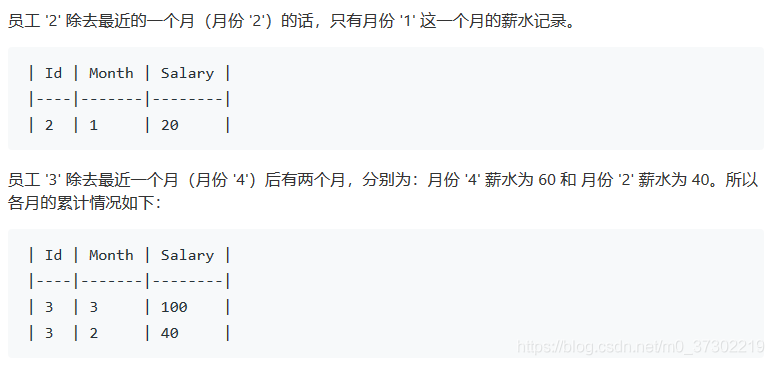 员工 '2' 除去最近的一个月（月份 '2'）的话，只有月份 '1' 这一个月的薪水记录。
| Id | Month | Salary |
|----|-------|--------|
| 2  | 1     | 20     |
员工 '3' 除去最近一个月（月份 '4'）后有两个月，分别为：月份 '4' 薪水为 60 和 月份 '2' 薪水为 40。所以
各月的累计情况如下：
| Id | Month | Salary |
|----|-------|--------|
| 3  | 3     | 100    |
| 3  | 2     | 40     |
https://blog.csdn.net/m0_37302219